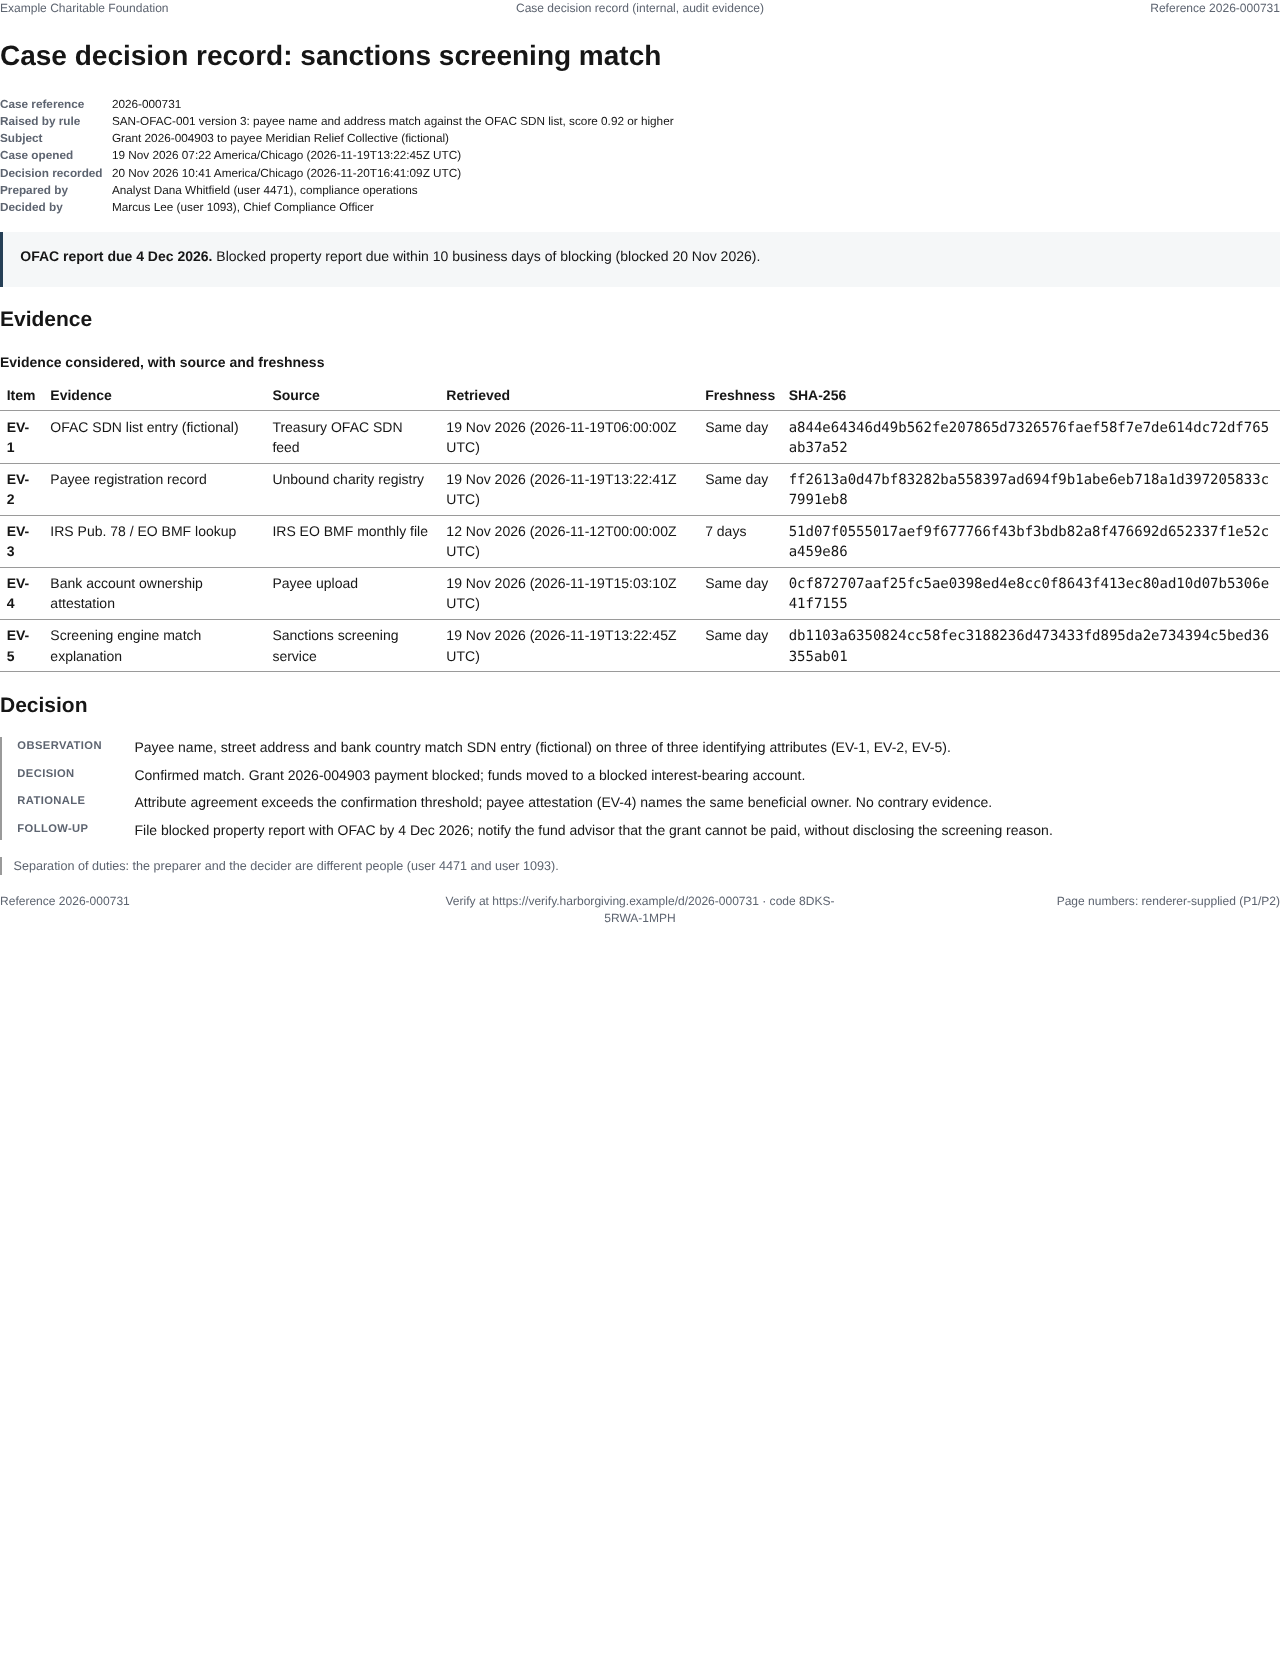 Example Charitable Foundation Case decision record (internal, audit evidence) Reference 2026-000731
Case decision record: sanctions screening match
Case reference 2026-000731
Raised by rule SAN-OFAC-001 version 3: payee name and address match against the OFAC SDN list, score 0.92 or higher
Subject Grant 2026-004903 to payee Meridian Relief Collective (fictional)
Case opened 19 Nov 2026 07:22 America/Chicago (2026-11-19T13:22:45Z UTC)
Decision recorded 20 Nov 2026 10:41 America/Chicago (2026-11-20T16:41:09Z UTC)
Prepared by Analyst Dana Whitfield (user 4471), compliance operations
Decided by Marcus Lee (user 1093), Chief Compliance Officer
OFAC report due 4 Dec 2026. Blocked property report due within 10 business days of blocking (blocked 20 Nov 2026).
Evidence
Evidence considered, with source and freshness
Item Evidence Source Retrieved Freshness SHA-256
EV- OFAC SDN list entry (fictional) Treasury OFAC SDN 19 Nov 2026 (2026-11-19T06:00:00Z Same day a844e64346d49b562fe207865d7326576faef58f7e7de614dc72df765
1 feed UTC) ab37a52
EV- Payee registration record Unbound charity registry 19 Nov 2026 (2026-11-19T13:22:41Z Same day ff2613a0d47bf83282ba558397ad694f9b1abe6eb718a1d397205833c
2 UTC) 7991eb8
EV- IRS Pub. 78 / EO BMF lookup IRS EO BMF monthly file 12 Nov 2026 (2026-11-12T00:00:00Z 7 days 51d07f0555017aef9f677766f43bf3bdb82a8f476692d652337f1e52c
3 UTC) a459e86
EV- Bank account ownership Payee upload 19 Nov 2026 (2026-11-19T15:03:10Z Same day 0cf872707aaf25fc5ae0398ed4e8cc0f8643f413ec80ad10d07b5306e
4 attestation UTC) 41f7155
EV- Screening engine match Sanctions screening 19 Nov 2026 (2026-11-19T13:22:45Z Same day db1103a6350824cc58fec3188236d473433fd895da2e734394c5bed36
5 explanation service UTC) 355ab01
Decision
OBSERVATION Payee name, street address and bank country match SDN entry (fictional) on three of three identifying attributes (EV-1, EV-2, EV-5).
DECISION Confirmed match. Grant 2026-004903 payment blocked; funds moved to a blocked interest-bearing account.
RATIONALE Attribute agreement exceeds the confirmation threshold; payee attestation (EV-4) names the same beneficial owner. No contrary evidence.
FOLLOW-UP File blocked property report with OFAC by 4 Dec 2026; notify the fund advisor that the grant cannot be paid, without disclosing the screening reason.
Separation of duties: the preparer and the decider are different people (user 4471 and user 1093).
Reference 2026-000731 Verify at https://verify.harborgiving.example/d/2026-000731 · code 8DKS- Page numbers: renderer-supplied (P1/P2)
5RWA-1MPH